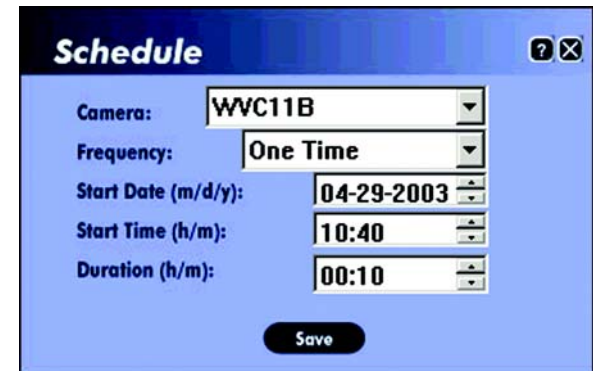 Schedule ? X
Camera: WVC11B
Frequency: One Time
Start Date (m/d/y): 04-29-2003
Start Time (h/m): 10:40
Duration (h/m): 00:10
Save